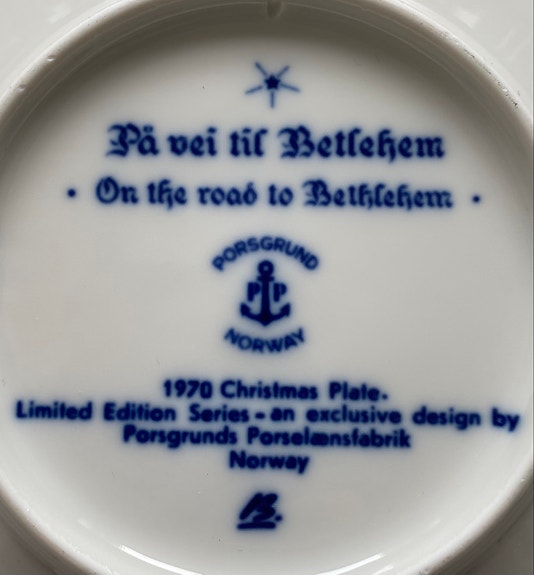 På vei til Betlehem
· On the road to Bethlehem ·
PORSGRUND
PP
NORWAY
1970 Christmas Plate.
Limited Edition Series - an exclusive design by
Porsgrunds Porselænsfabrik
Norway